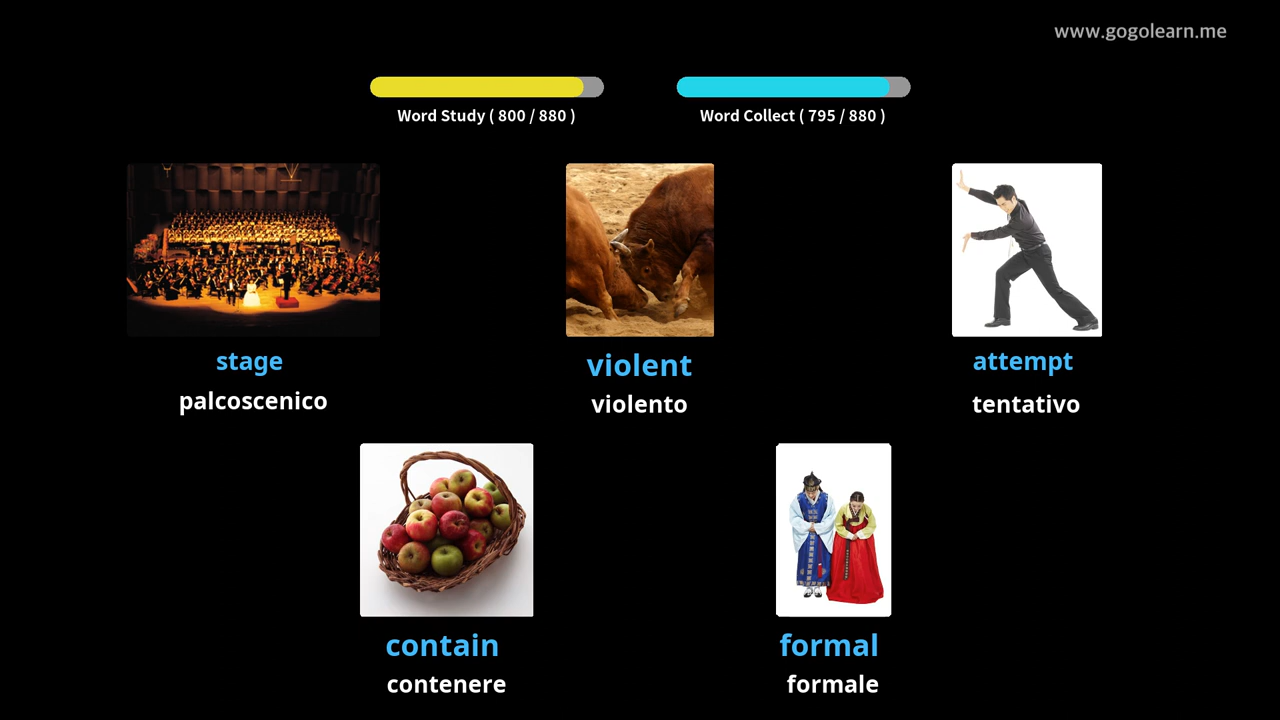 www.gogolearn.me
Word Study ( 800 / 880 )
Word Collect ( 795 / 880 )
stage
violent
attempt
palcoscenico
violento
tentativo
contain
formal
contenere
formale